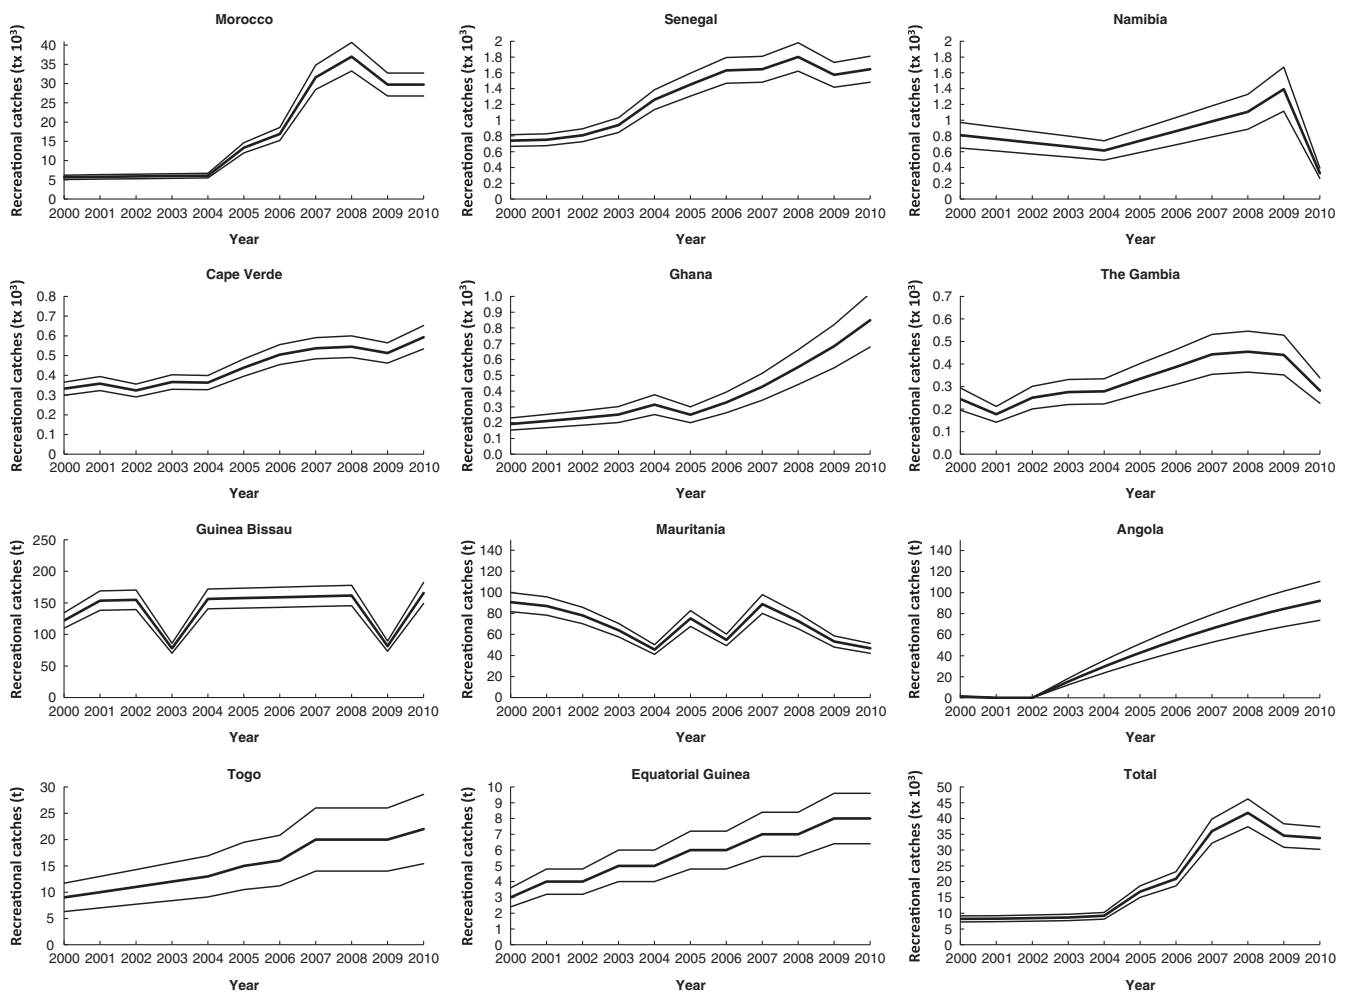 Morocco
Recreational catches (tx 10³)
40
35
30
25
20
15
10
5
0
2000 2001 2002 2003 2004 2005 2006 2007 2008 2009 2010
Year
Senegal
Recreational catches (tx 10³)
2
1.8
1.6
1.4
1.2
1
0.8
0.6
0.4
0.2
0
2000 2001 2002 2003 2004 2005 2006 2007 2008 2009 2010
Year
Namibia
Recreational catches (tx 10³)
2
1.8
1.6
1.4
1.2
1
0.8
0.6
0.4
0.2
0
2000 2001 2002 2003 2004 2005 2006 2007 2008 2009 2010
Year
Cape Verde
Recreational catches (tx 10³)
0.8
0.7
0.6
0.5
0.4
0.3
0.2
0.1
0
2000 2001 2002 2003 2004 2005 2006 2007 2008 2009 2010
Year
Ghana
Recreational catches (tx 10³)
1.0
0.9
0.8
0.7
0.6
0.5
0.4
0.3
0.2
0.1
0.0
2000 2001 2002 2003 2004 2005 2006 2007 2008 2009 2010
Year
The Gambia
Recreational catches (tx 10³)
0.7
0.6
0.5
0.4
0.3
0.2
0.1
0.0
2000 2001 2002 2003 2004 2005 2006 2007 2008 2009 2010
Year
Guinea Bissau
Recreational catches (t)
250
200
150
100
50
0
2000 2001 2002 2003 2004 2005 2006 2007 2008 2009 2010
Year
Mauritania
Recreational catches (t)
140
120
100
80
60
40
20
0
2000 2001 2002 2003 2004 2005 2006 2007 2008 2009 2010
Year
Angola
Recreational catches (t)
140
120
100
80
60
40
20
0
2000 2001 2002 2003 2004 2005 2006 2007 2008 2009 2010
Year
Togo
Recreational catches (t)
30
25
20
15
10
5
0
2000 2001 2002 2003 2004 2005 2006 2007 2008 2009 2010
Year
Equatorial Guinea
Recreational catches (t)
10
9
8
7
6
5
4
3
2
1
0
2000 2001 2002 2003 2004 2005 2006 2007 2008 2009 2010
Year
Total
Recreational catches (tx 10³)
50
45
40
35
30
25
20
15
10
5
0
2000 2001 2002 2003 2004 2005 2006 2007 2008 2009 2010
Year